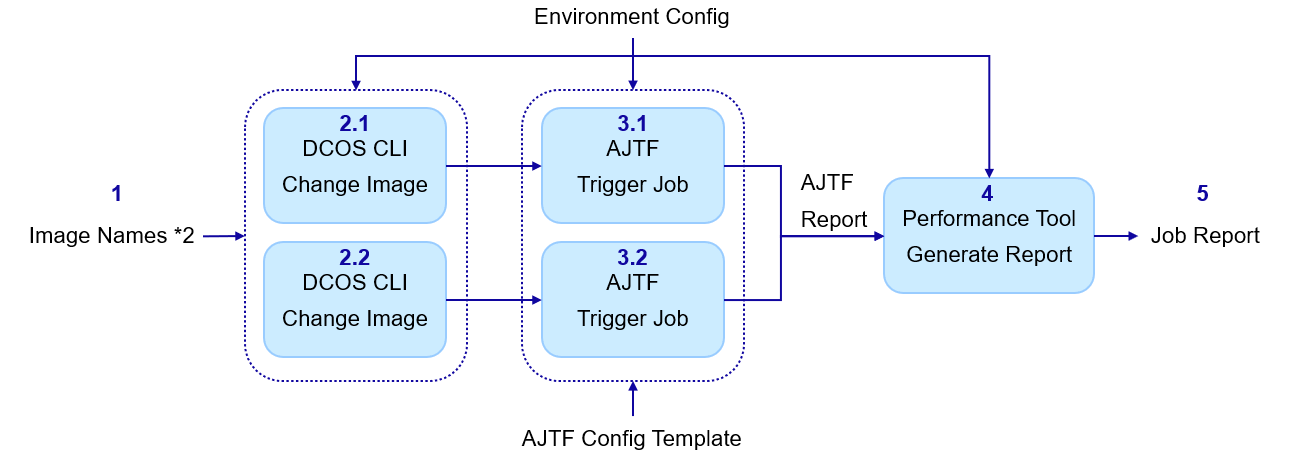 Environment Config
1
Image Names *2
2.1
DCOS CLI
Change Image
2.2
DCOS CLI
Change Image
3.1
AJTF
Trigger Job
3.2
AJTF
Trigger Job
AJTF
Report
4
Performance Tool
Generate Report
5
Job Report
AJTF Config Template